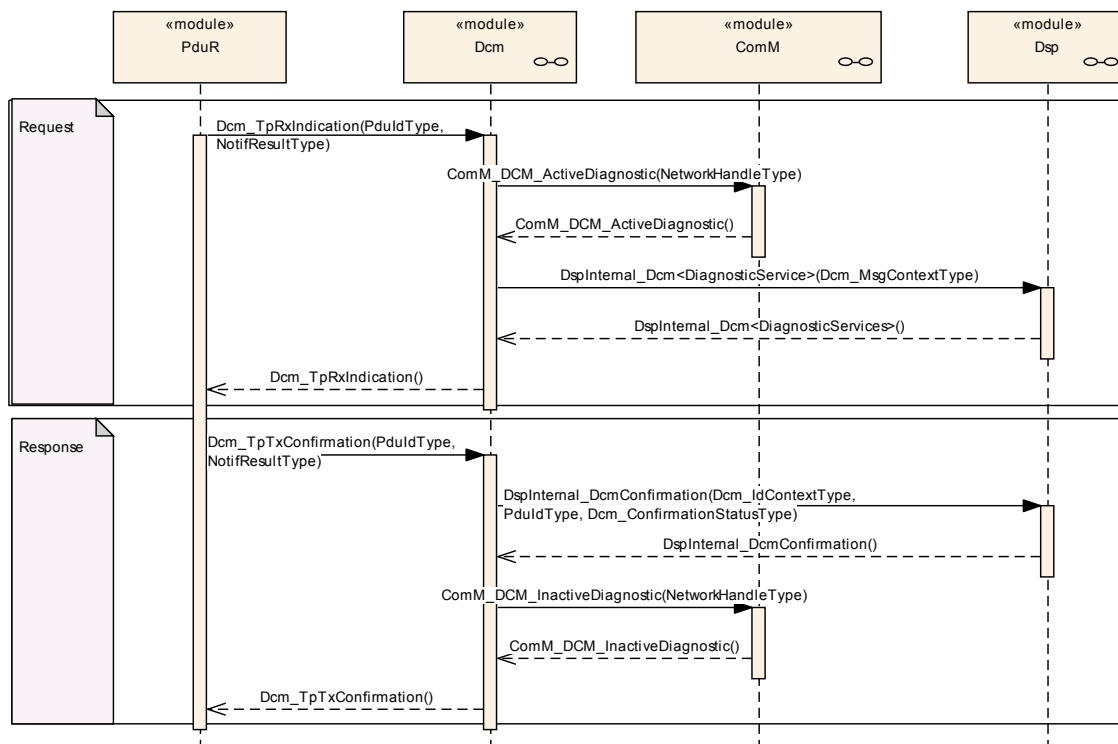 «module»
PduR
«module»
Dcm
«module»
ComM
«module»
Dsp
Request
Dcm_TpRxIndication(PduIdType,
NotifResultType)
ComM_DCM_ActiveDiagnostic(NetworkHandleType)
ComM_DCM_ActiveDiagnostic()
DspInternal_Dcm<DiagnosticService>(Dcm_MsgContextType)
DspInternal_Dcm<DiagnosticServices>()
Dcm_TpRxIndication()
Response
Dcm_TpTxConfirmation(PduIdType,
NotifResultType)
DspInternal_DcmConfirmation(Dcm_IdContextType,
PduIdType, Dcm_ConfirmationStatusType)
DspInternal_DcmConfirmation()
ComM_DCM_InactiveDiagnostic(NetworkHandleType)
ComM_DCM_InactiveDiagnostic()
Dcm_TpTxConfirmation()